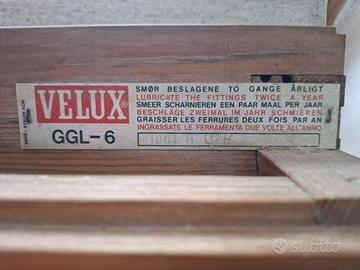 VELUX®
GGL-6
SMØR BESLAGENE TO GANGE ÅRLIGT
LUBRICATE THE FITTINGS TWICE A YEAR
SMEER SCHARNIEREN EEN PAAR MAAL PER JAAR
BESCHLÄGE ZWEIMAL IM JAHR SCHMIEREN
GRAISSER LES FERRURES DEUX FOIS PAR AN
INGRASSATE LE FERRAMENTA DUE VOLTE ALL'ANNO
subito